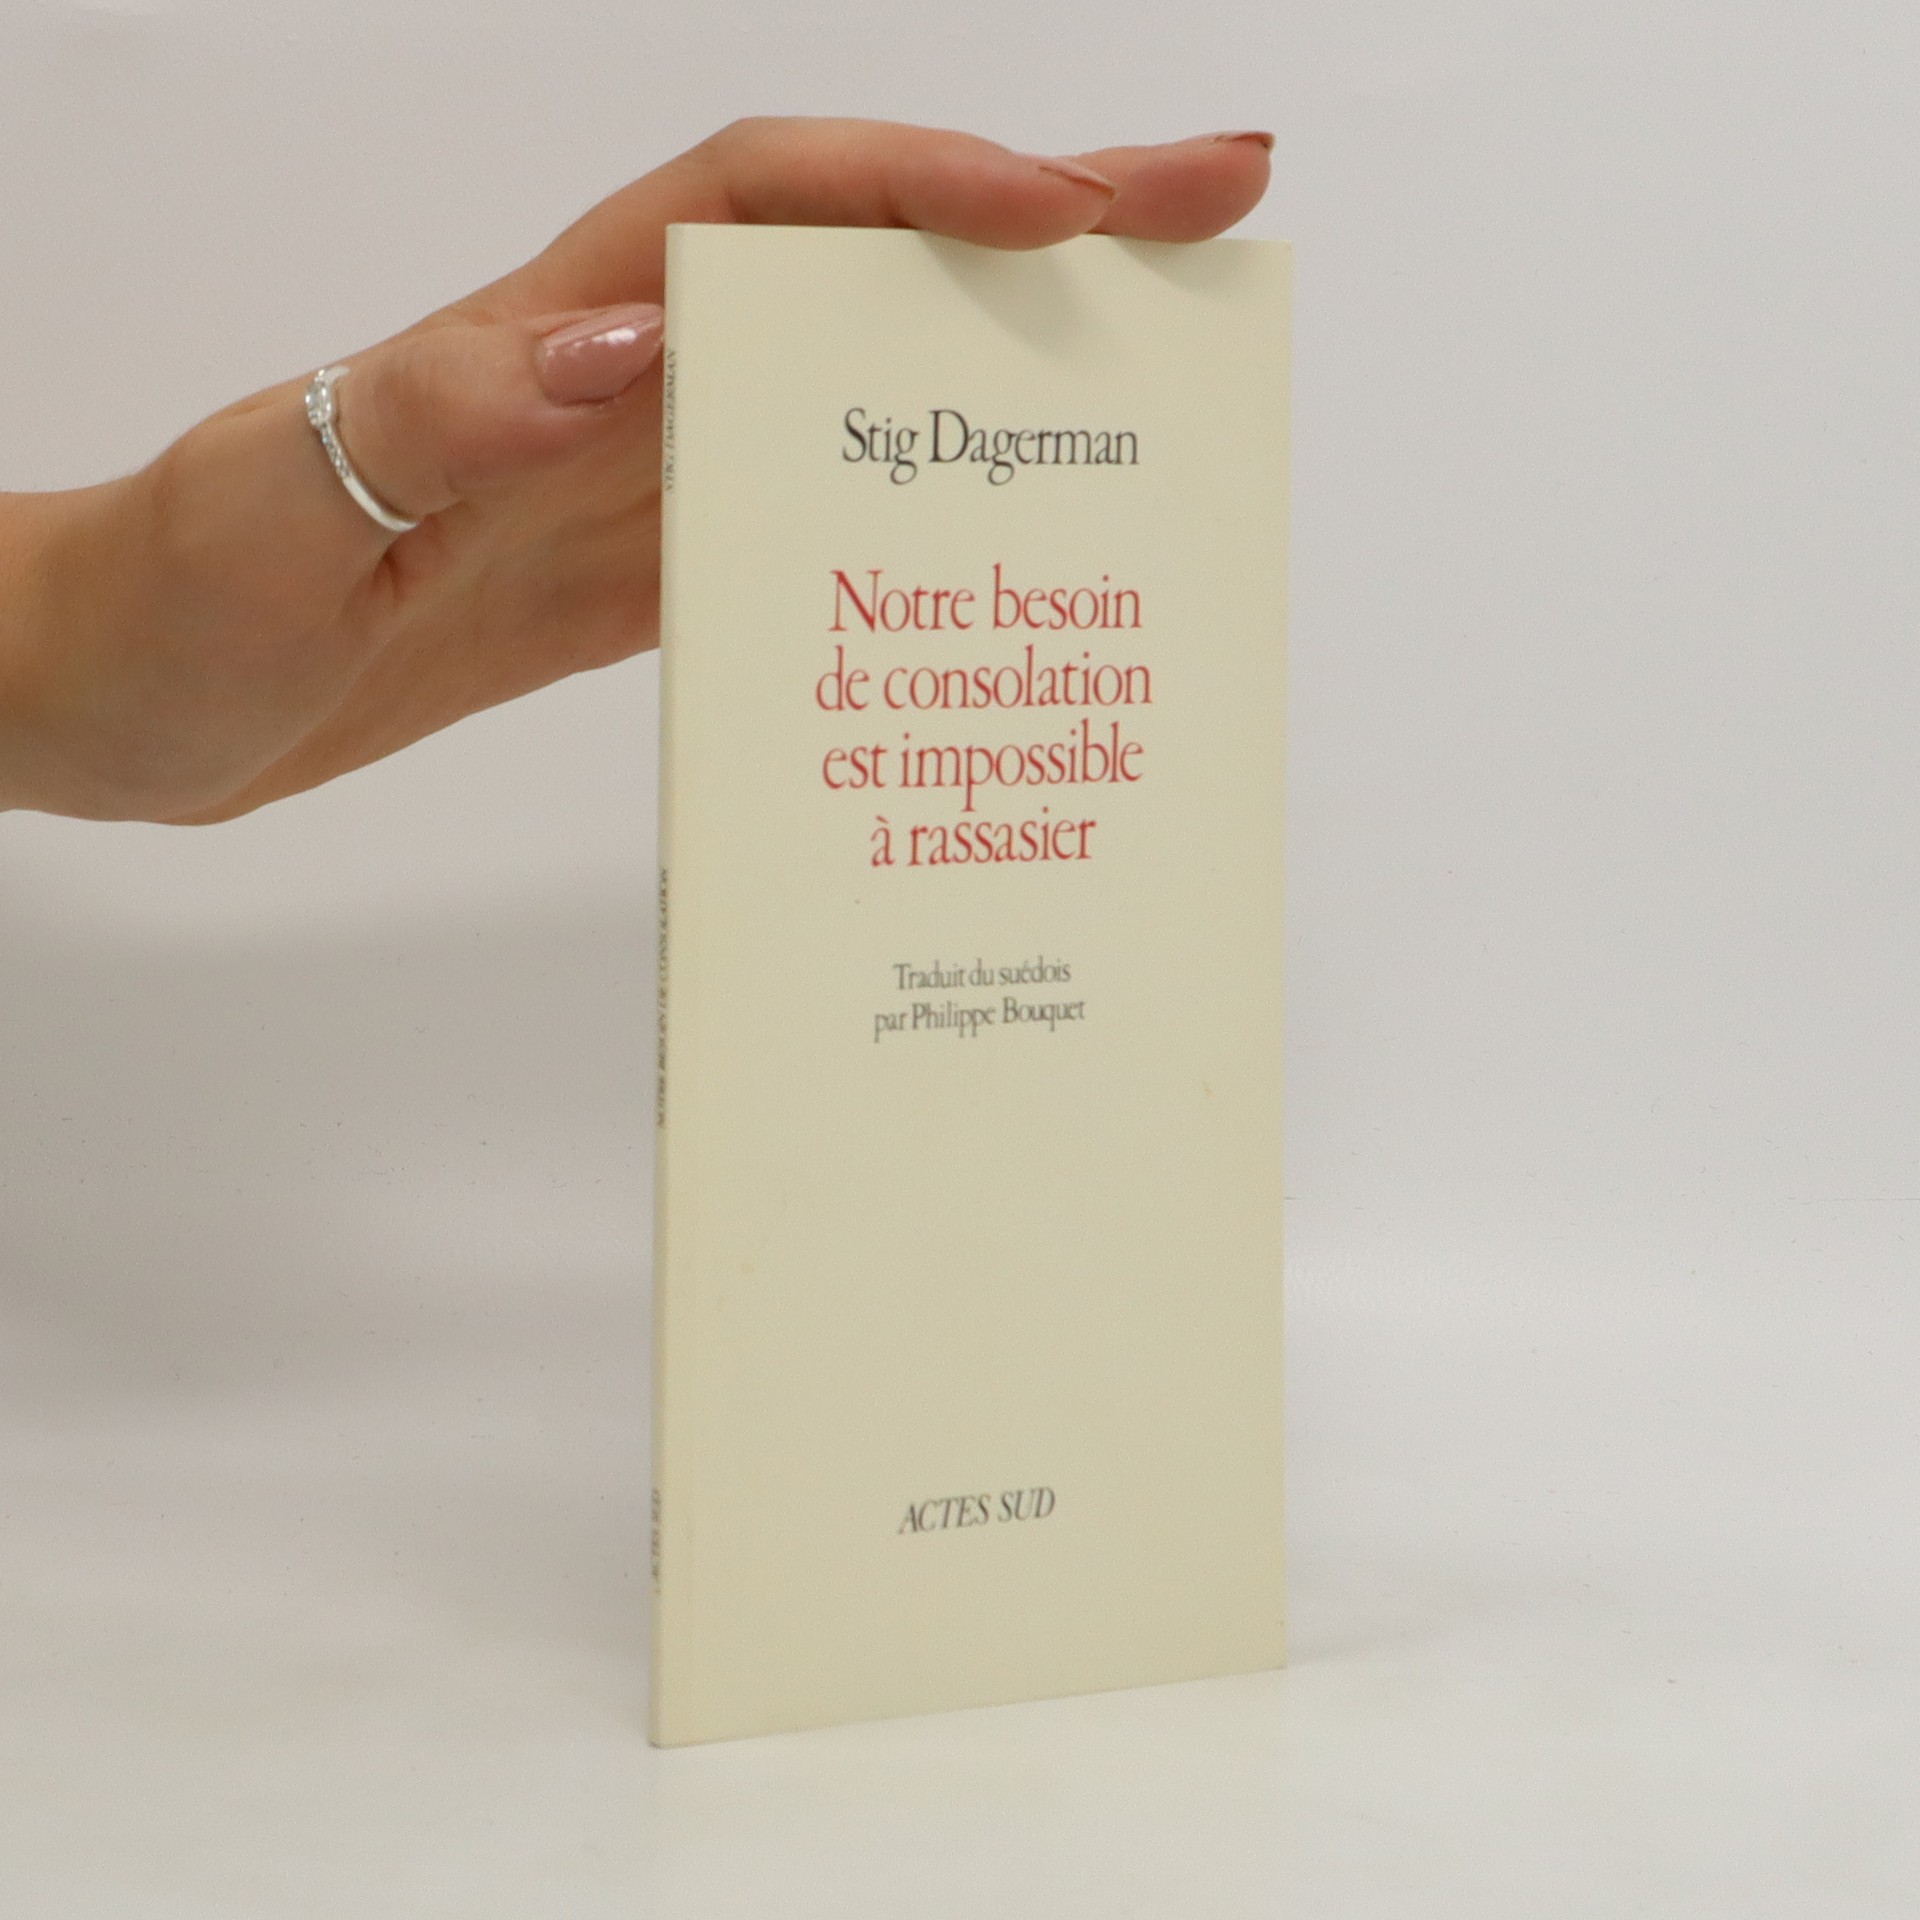 Stig Dagerman
Notre besoin
de consolation
est impossible
à rassasier
Traduit du suédois
par Philippe Bouquet
ACTES SUD
STIG DAGERMAN
NOTRE BESOIN DE CONSOLATION
ACTES SUD